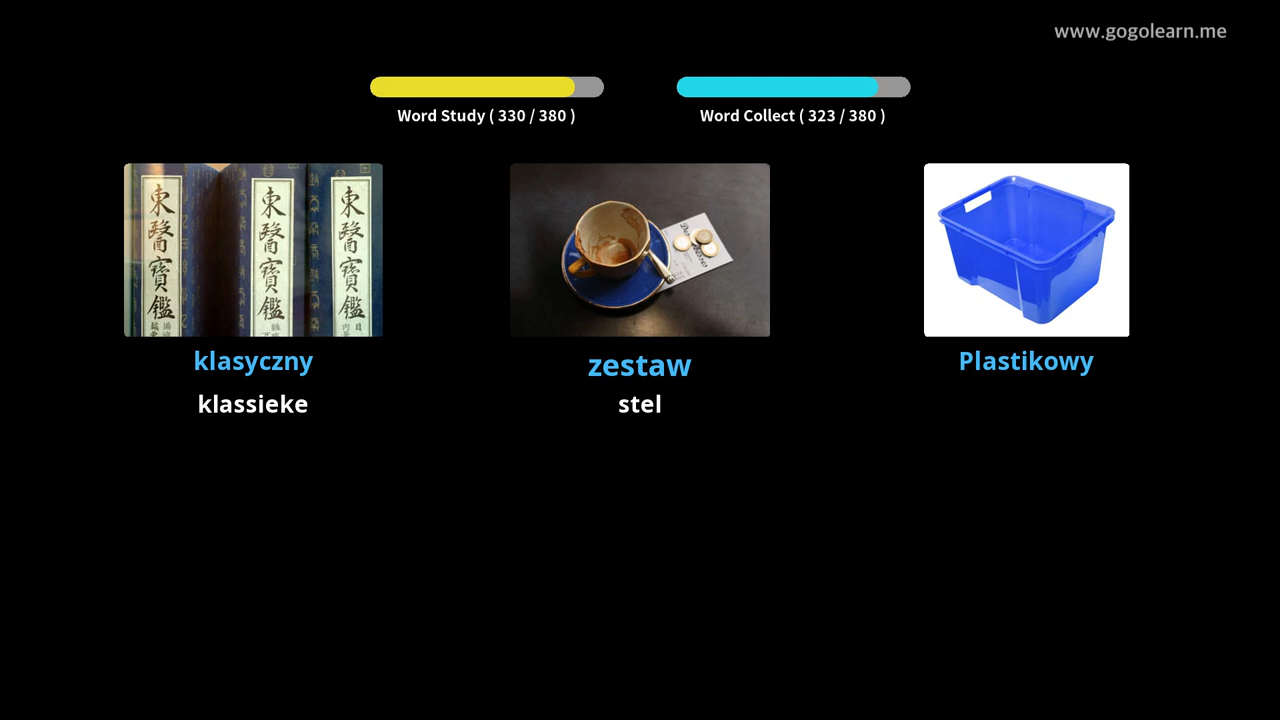 www.gogolearn.me
Word Study ( 330 / 380 )
Word Collect ( 323 / 380 )
東醫寶鑑
東醫寶鑑
東醫寶鑑
klasyczny
zestaw
Plastikowy
klassieke
stel